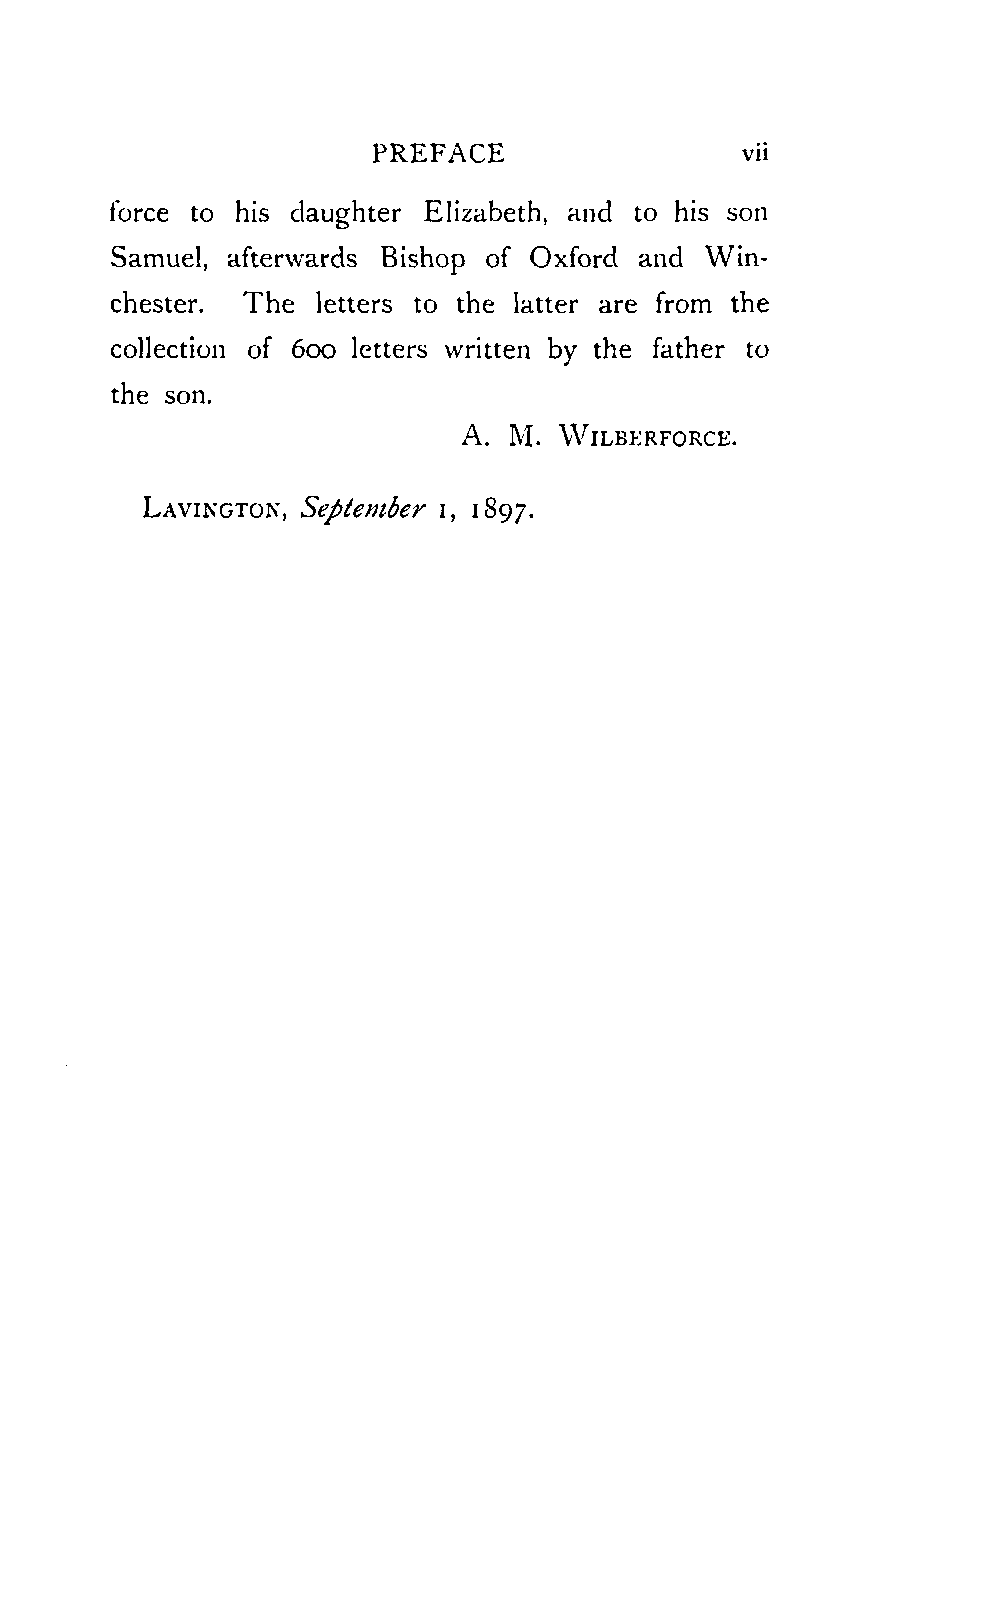 PREFACE vii
force to his daughter Elizabeth, and to his son
Samuel, afterwards Bishop of Oxford and Win-
chester. The letters to the latter are from the
collection of 600 letters written by the father to
the son.
A. M. WILBERFORCE.
LAVINGTON, September 1, 1897.